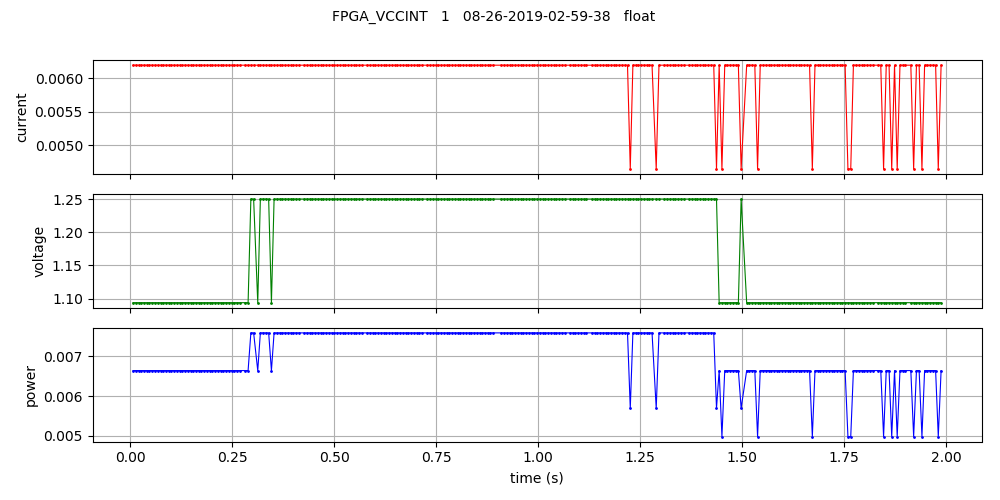 FPGA_VCCINT   1   08-26-2019-02-59-38   float
0.0060
0.0055
0.0050
current
1.25
1.20
1.15
1.10
voltage
0.007
0.006
0.005
power
0.00 0.25 0.50 0.75 1.00 1.25 1.50 1.75 2.00
time (s)